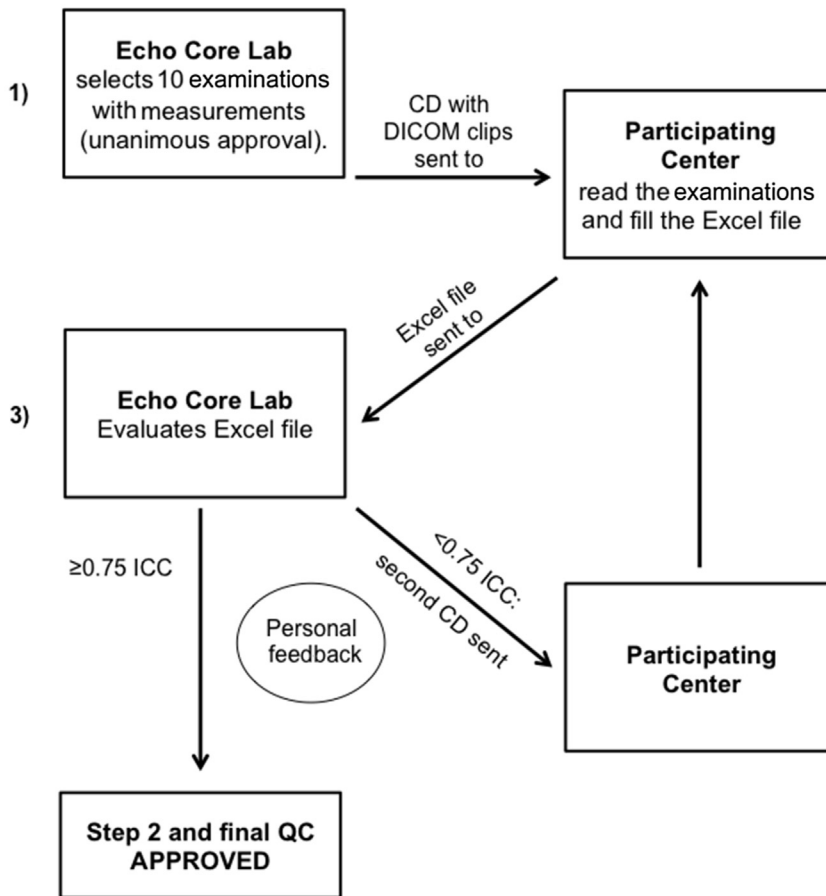 1)
Echo Core Lab
selects 10 examinations
with measurements
(unanimous approval).
CD with
DICOM clips
sent to
Participating
Center
read the examinations
and fill the Excel file
Excel file
sent to
3)
Echo Core Lab
Evaluates Excel file
≥0.75 ICC
Personal
feedback
<0.75 ICC:
second CD sent
Participating
Center
Step 2 and final QC
APPROVED